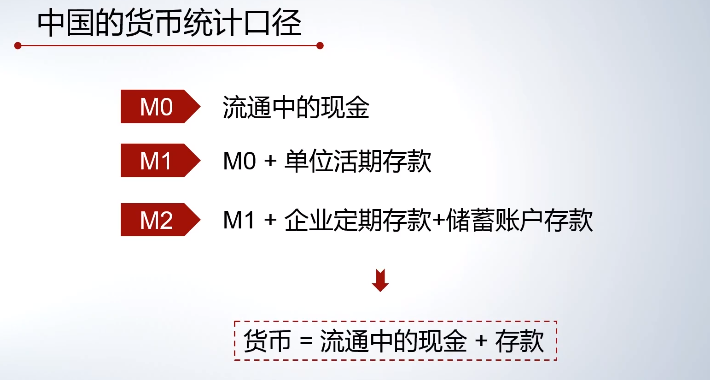 中国的货币统计口径
M0 流通中的现金
M1 M0 + 单位活期存款
M2 M1 + 企业定期存款+储蓄账户存款
货币 = 流通中的现金 + 存款